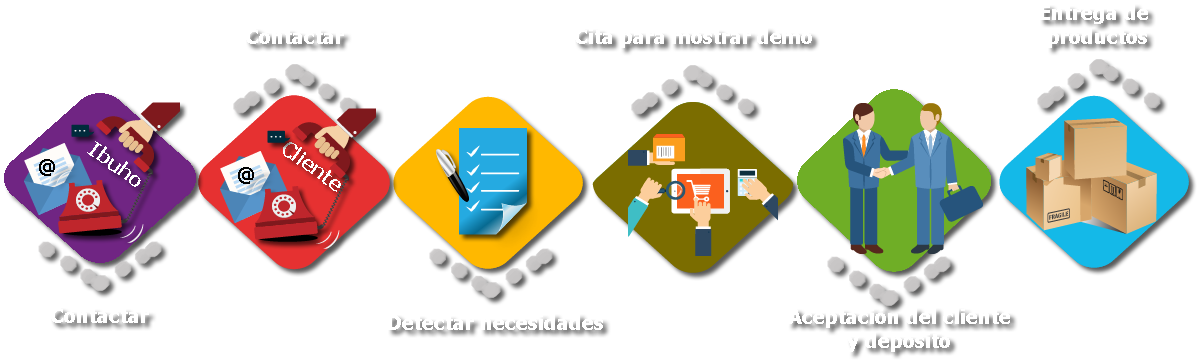 Contactar
Ibuho
@
Contactar
Cliente
@
Detectar necesidades
Cita para mostrar demo
Aceptación del cliente
y deposito
Entrega de
productos
FRAGILE